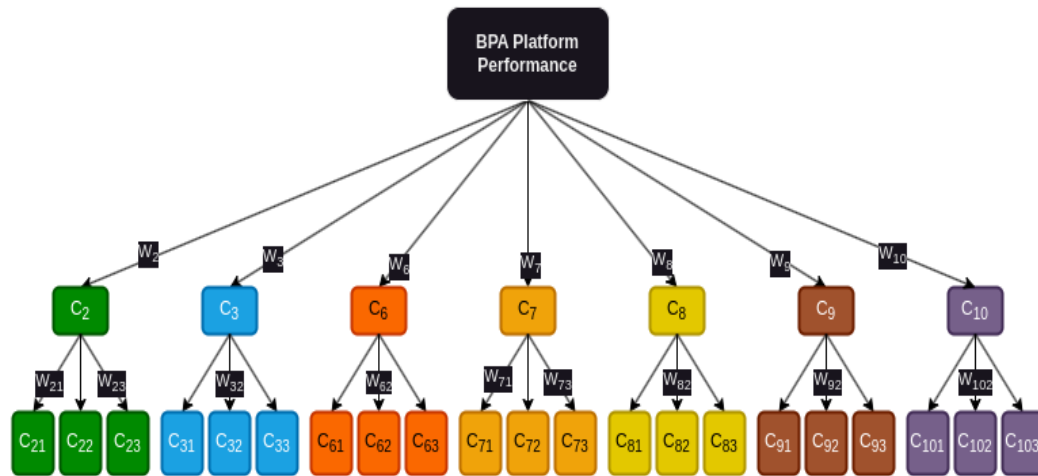 BPA Platform
Performance
W2 W3 W6 W7 W8 W9 W10
C2 C3 C6 C7 C8 C9 C10
W21 W23 W32 W62 W71 W73 W82 W92 W102
C21 C22 C23 C31 C32 C33 C61 C62 C63 C71 C72 C73 C81 C82 C83 C91 C92 C93 C101 C102 C103